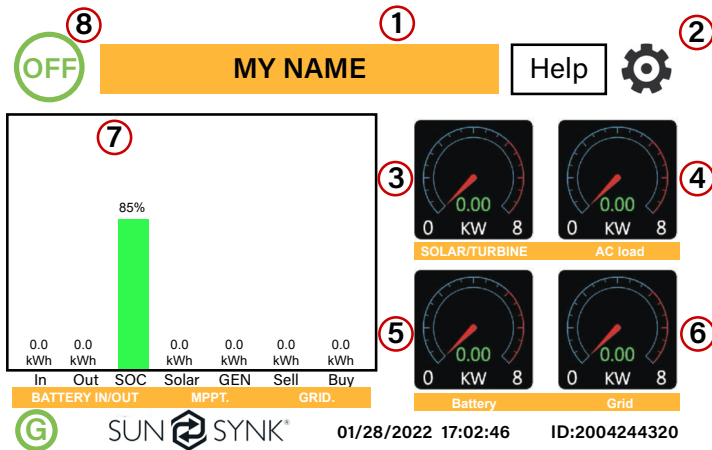 8
1
2
OFF
MY NAME
Help
7
85%
0.0 0.0 0.0 0.0 0.0 0.0
kWh kWh kWh kWh kWh kWh
In Out SOC Solar GEN Sell Buy
BATTERY IN/OUT MPPT. GRID.
3
0.00
0 KW 8
SOLAR/TURBINE
4
0.00
0 KW 8
AC load
5
0.00
0 KW 8
Battery
6
0.00
0 KW 8
Grid
G
SUN SYNK®
01/28/2022 17:02:46
ID:2004244320